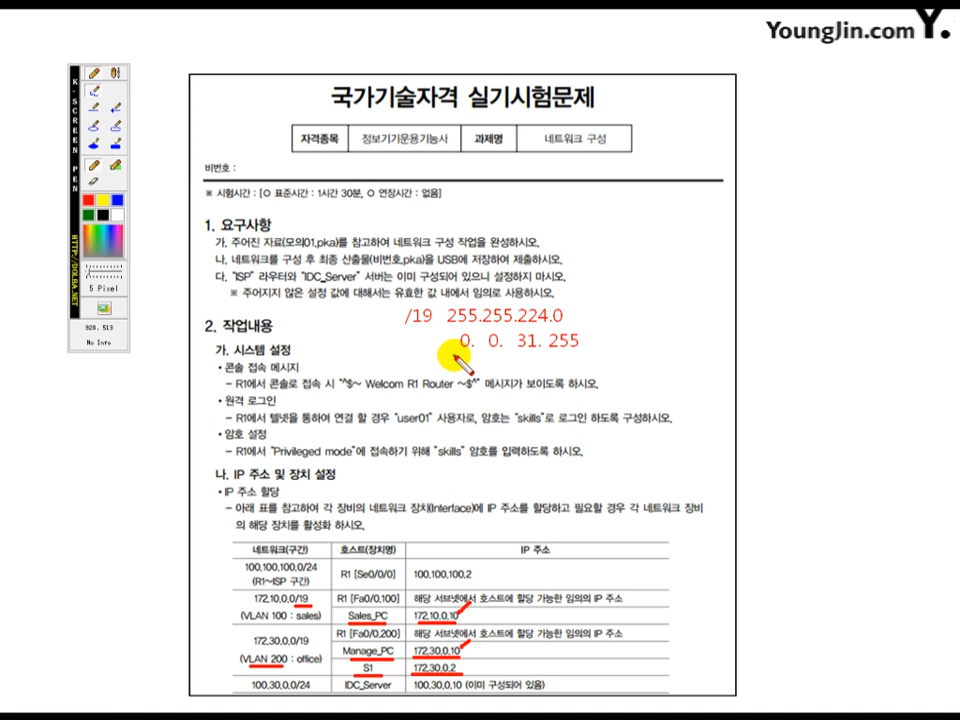 YoungJin.com Y.
K-SCREEN PEN
HTTP://DOLBA.NET
5 Pixel
928. 513
No Info
국가기술자격 실기시험문제
자격종목 정보기기운용기능사 과제명 네트워크 구성
비번호 :
※ 시험시간 : [○ 표준시간 : 1시간 30분, ○ 연장시간 : 없음]
1. 요구사항
가. 주어진 자료(모의01.pka)를 참고하여 네트워크 구성 작업을 완성하시오.
나. 네트워크를 구성 후 최종 산출물(비번호.pka)을 USB에 저장하여 제출하시오.
다. "ISP" 라우터와 "IDC_Server" 서버는 이미 구성되어 있으니 설정하지 마시오.
※ 주어지지 않은 설정 값에 대해서는 유효한 값 내에서 임의로 사용하시오.
/19 255.255.224.0
2. 작업내용
0. 0. 31. 255
가. 시스템 설정
• 콘솔 접속 메시지
– R1에서 콘솔로 접속 시 "^$~ Welcom R1 Router ~$^" 메시지가 보이도록 하시오.
• 원격 로그인
– R1에서 텔넷을 통하여 연결 할 경우 "user01" 사용자로, 암호는 "skills"로 로그인 하도록 구성하시오.
• 암호 설정
– R1에서 "Privileged mode"에 접속하기 위해 "skills" 암호를 입력하도록 하시오.
나. IP 주소 및 장치 설정
• IP 주소 할당
– 아래 표를 참고하여 각 장비의 네트워크 장치(Interface)에 IP 주소를 할당하고 필요할 경우 각 네트워크 장비
의 해당 장치를 활성화 하시오.
네트워크(구간) 호스트(장치명) IP 주소
100.100.100.0/24
(R1~ISP 구간) R1 [Se0/0/0] 100.100.100.2
172.10.0.0/19 R1 [Fa0/0.100] 해당 서브넷에서 호스트에 할당 가능한 임의의 IP 주소
(VLAN 100 : sales) Sales_PC 172.10.0.10
172.30.0.0/19 R1 [Fa0/0.200] 해당 서브넷에서 호스트에 할당 가능한 임의의 IP 주소
(VLAN 200 : office) Manage_PC 172.30.0.10
S1 172.30.0.2
100.30.0.0/24 IDC_Server 100.30.0.10 (이미 구성되어 있음)